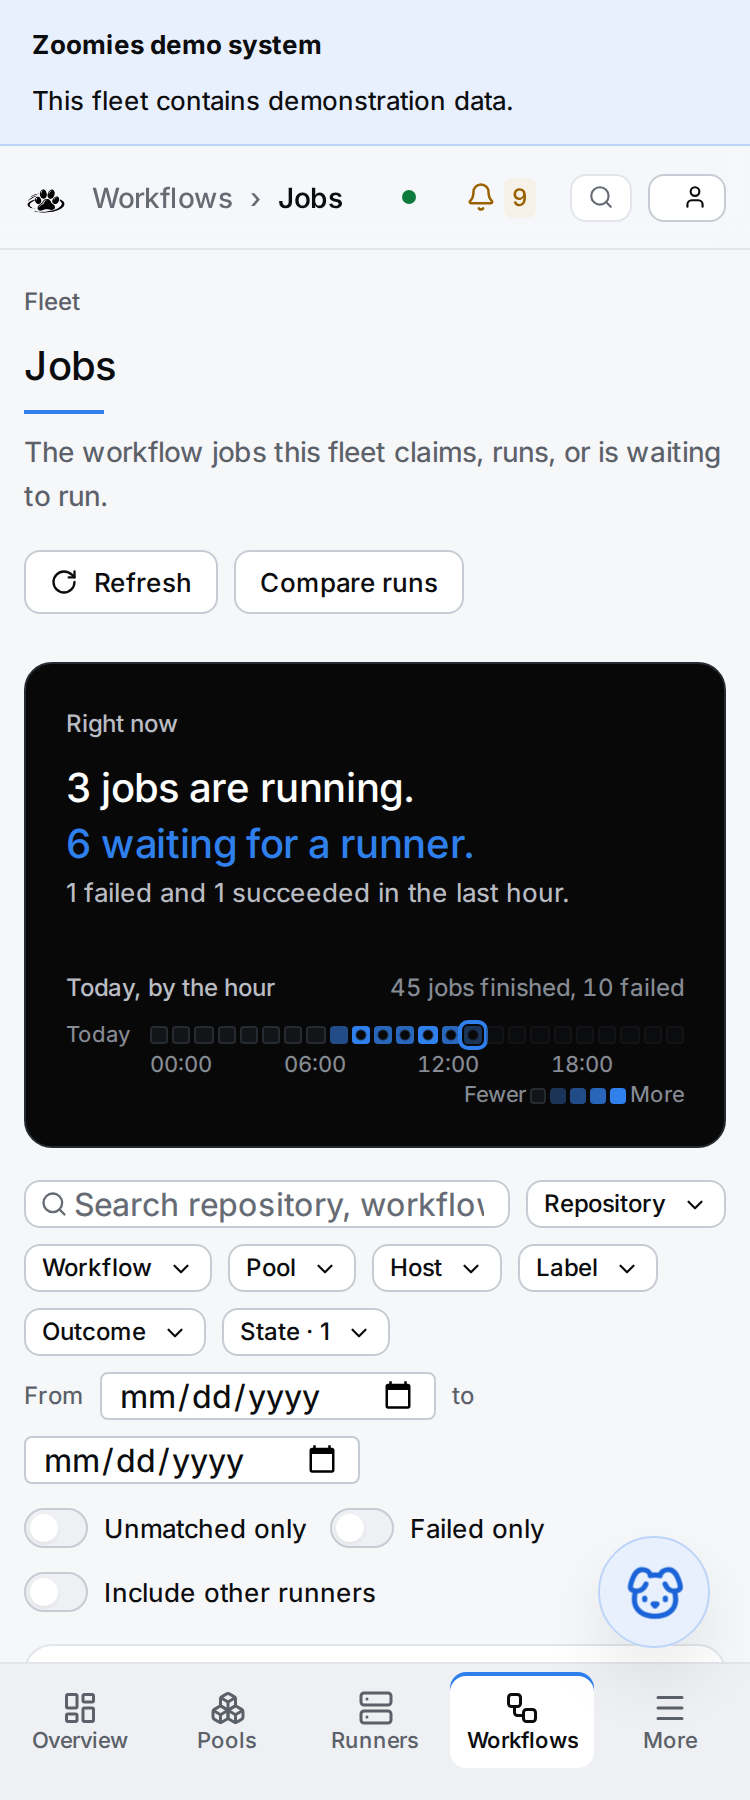 Zoomies demo system
This fleet contains demonstration data.
Workflows › Jobs
9
Fleet
Jobs
The workflow jobs this fleet claims, runs, or is waiting
to run.
Refresh
Compare runs
Right now
3 jobs are running.
6 waiting for a runner.
1 failed and 1 succeeded in the last hour.
Today, by the hour
45 jobs finished, 10 failed
Today
00:00 06:00 12:00 18:00
Fewer More
Search repository, workflow
Repository
Workflow Pool Host Label
Outcome State · 1
From mm/dd/yyyy to
mm/dd/yyyy
Unmatched only Failed only
Include other runners
Overview Pools Runners Workflows More